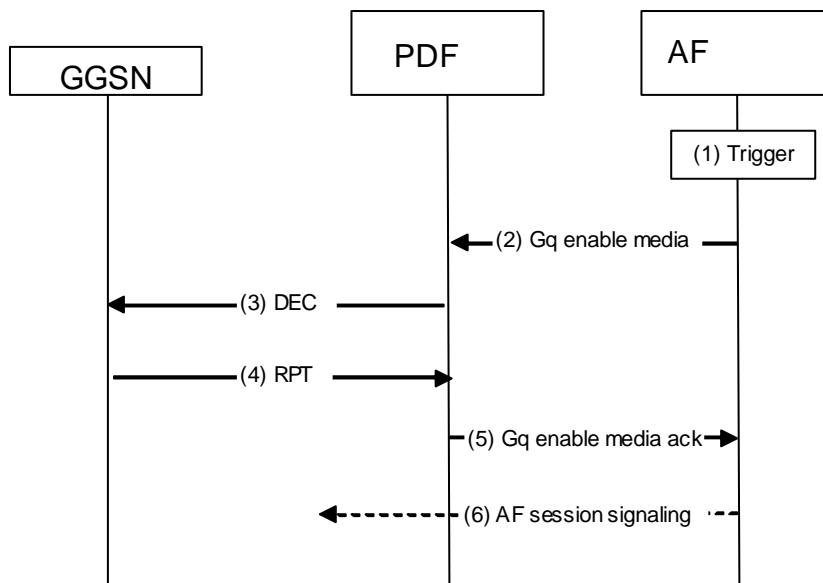 GGSN
PDF
AF
(1) Trigger
(2) Gq enable media
(3) DEC
(4) RPT
(5) Gq enable media ack
(6) AF session signaling